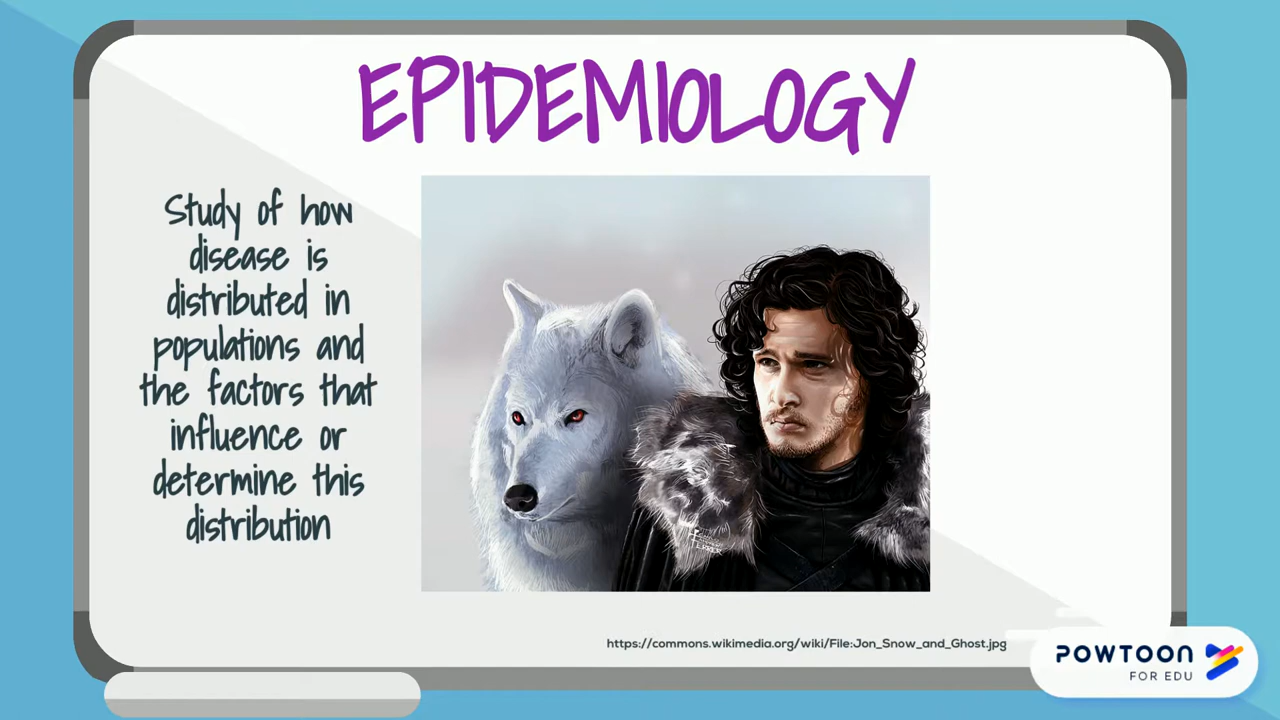 EPIDEMIOLOGY
Study of how
disease is
distributed in
populations and
the factors that
influence or
determine this
distribution
https://commons.wikimedia.org/wiki/File:Jon_Snow_and_Ghost.jpg
POWTOON
FOR EDU